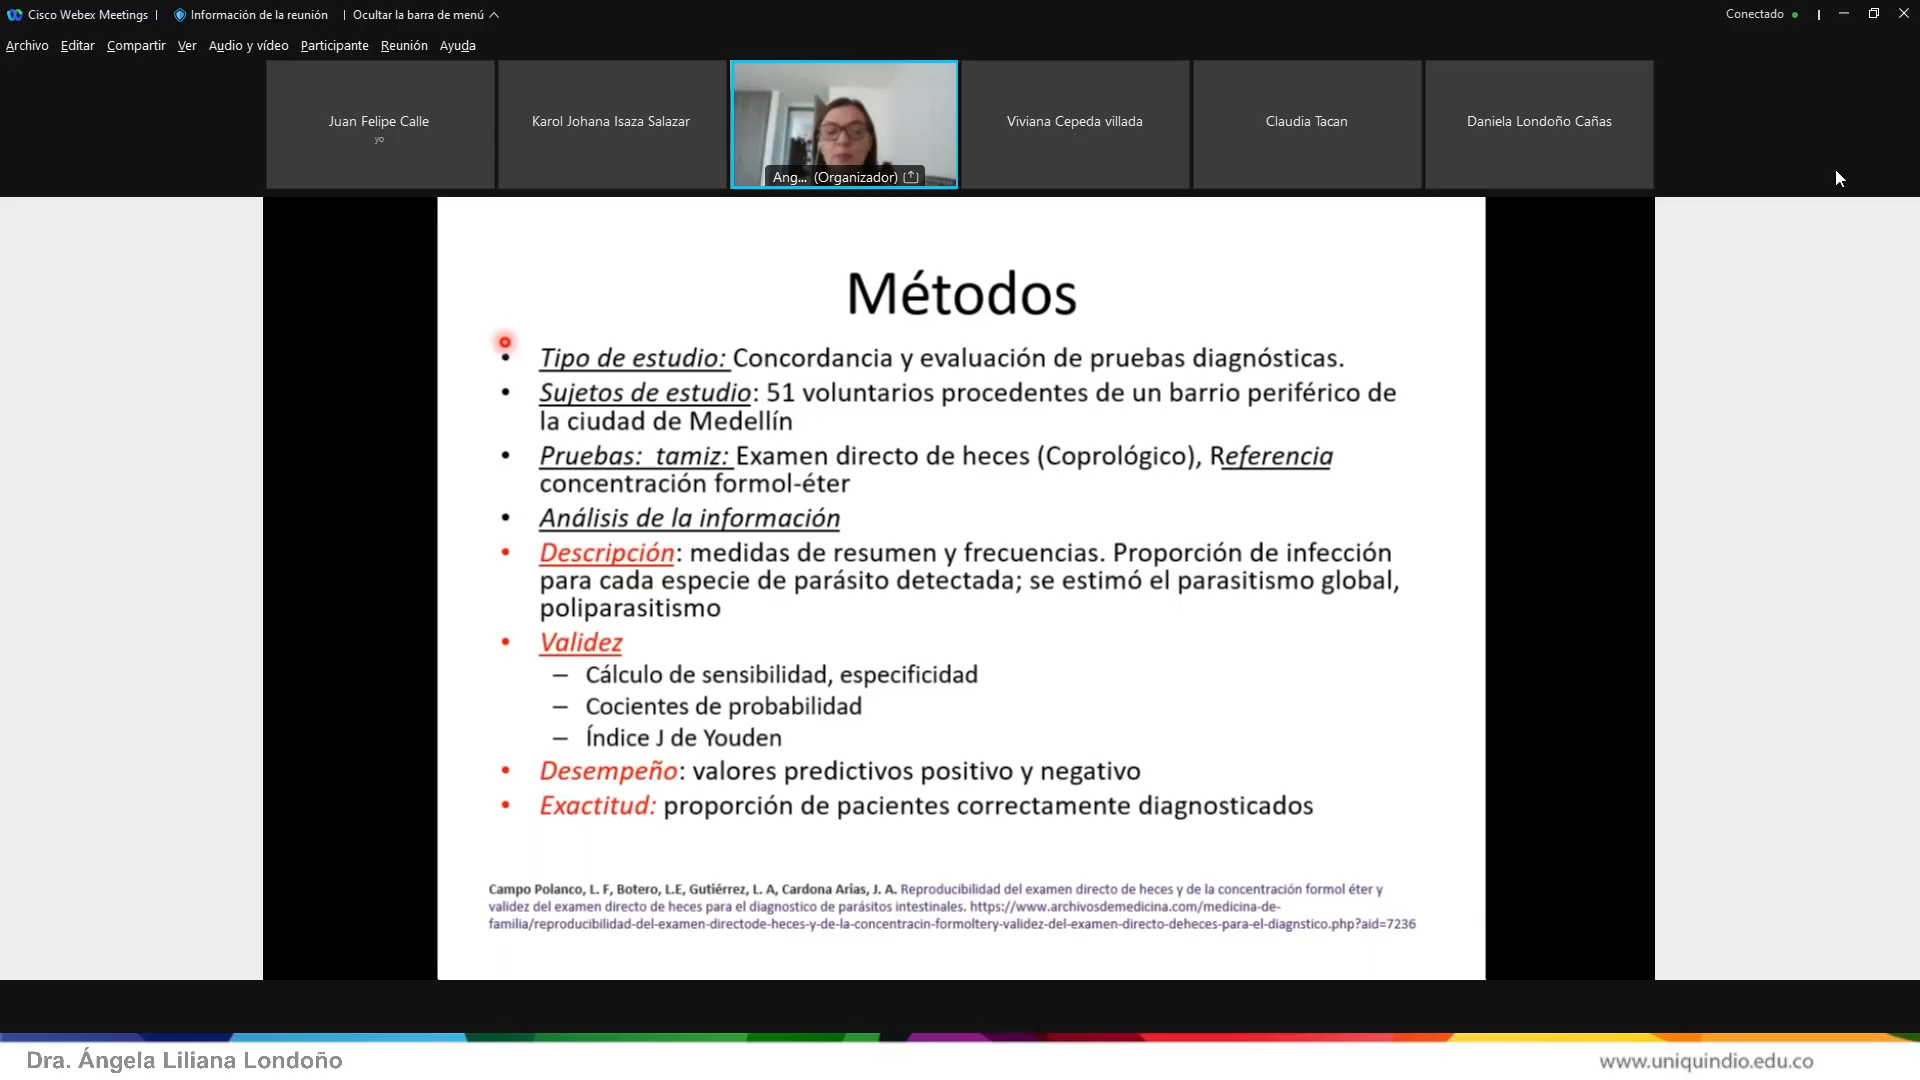 Cisco Webex Meetings | Información de la reunión | Ocultar la barra de menú
Conectado
Archivo Editar Compartir Ver Audio y vídeo Participante Reunión Ayuda
Juan Felipe Calle
yo
Karol Johana Isaza Salazar
Ang... (Organizador)
Viviana Cepeda villada
Claudia Tacan
Daniela Londoño Cañas
Métodos
• Tipo de estudio: Concordancia y evaluación de pruebas diagnósticas.
• Sujetos de estudio: 51 voluntarios procedentes de un barrio periférico de
la ciudad de Medellín
• Pruebas: tamiz: Examen directo de heces (Coprológico), Referencia
concentración formol-éter
• Análisis de la información
• Descripción: medidas de resumen y frecuencias. Proporción de infección
para cada especie de parásito detectada; se estimó el parasitismo global,
poliparasitismo
• Validez
– Cálculo de sensibilidad, especificidad
– Cocientes de probabilidad
– Índice J de Youden
• Desempeño: valores predictivos positivo y negativo
• Exactitud: proporción de pacientes correctamente diagnosticados
Campo Polanco, L. F, Botero, L.E, Gutiérrez, L. A, Cardona Arias, J. A. Reproducibilidad del examen directo de heces y de la concentración formol éter y
validez del examen directo de heces para el diagnostico de parásitos intestinales. https://www.archivosdemedicina.com/medicina-de-
familia/reproducibilidad-del-examen-directode-heces-y-de-la-concentracin-formoltery-validez-del-examen-directo-deheces-para-el-diagnstico.php?aid=7236
Dra. Ángela Liliana Londoño
www.uniquindio.edu.co